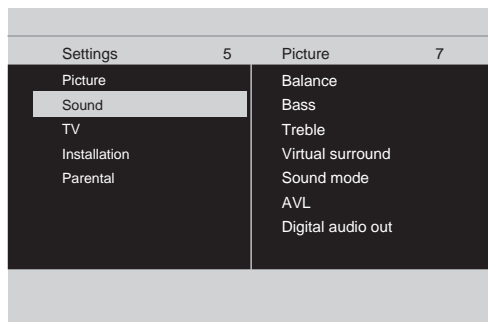 Settings 5 Picture 7
Picture Balance
Sound Bass
TV Treble
Installation Virtual surround
Parental Sound mode
AVL
Digital audio out